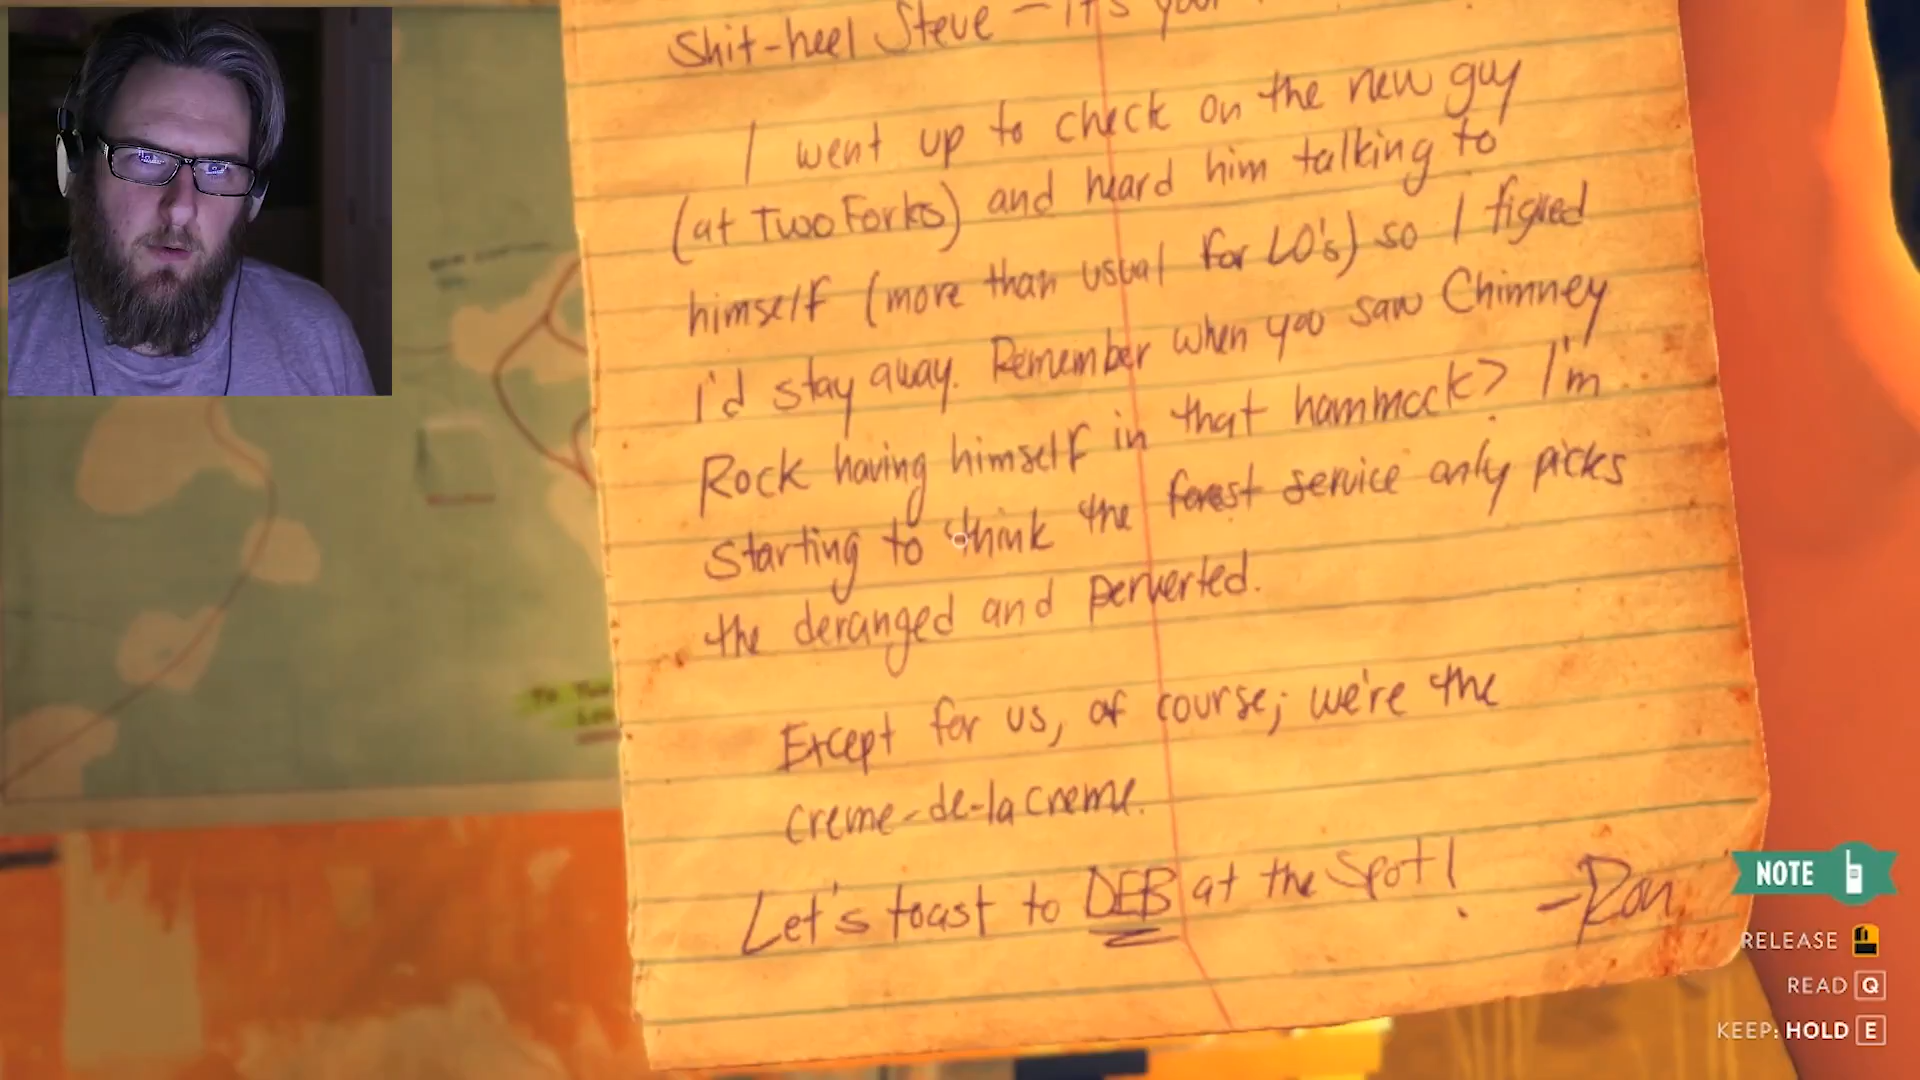 Shit-heel Steve - it's your
I went up to check on the new guy
(at Two Forks) and heard him talking to
himself (more than usual for LO's) so I figured
i'd stay away. Remember when you saw Chimney
Rock having himself in that hammock? I'm
starting to think the forest service only picks
the deranged and perverted.
Except for us, of course; we're the
creme-de-la creme.
Let's toast to DEB at the spot!
-Ron
NOTE
RELEASE
READ Q
KEEP: HOLD E